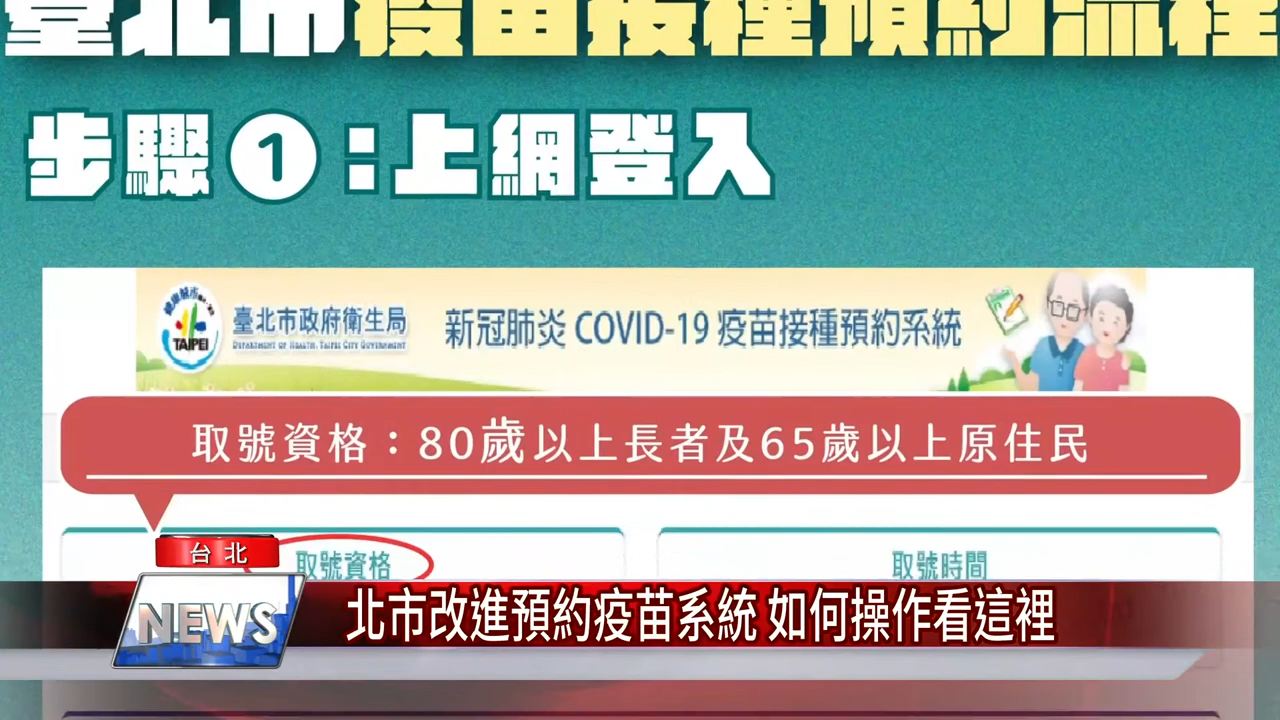 臺北市疫苗接種預約流程
步驟❶:上網登入
臺北市政府衛生局
DEPARTMENT OF HEALTH, TAIPEI CITY GOVERNMENT
TAIPEI
新冠肺炎 COVID-19 疫苗接種預約系統
取號資格：80歲以上長者及65歲以上原住民
取號資格
取號時間
台北
NEWS
北市改進預約疫苗系統 如何操作看這裡